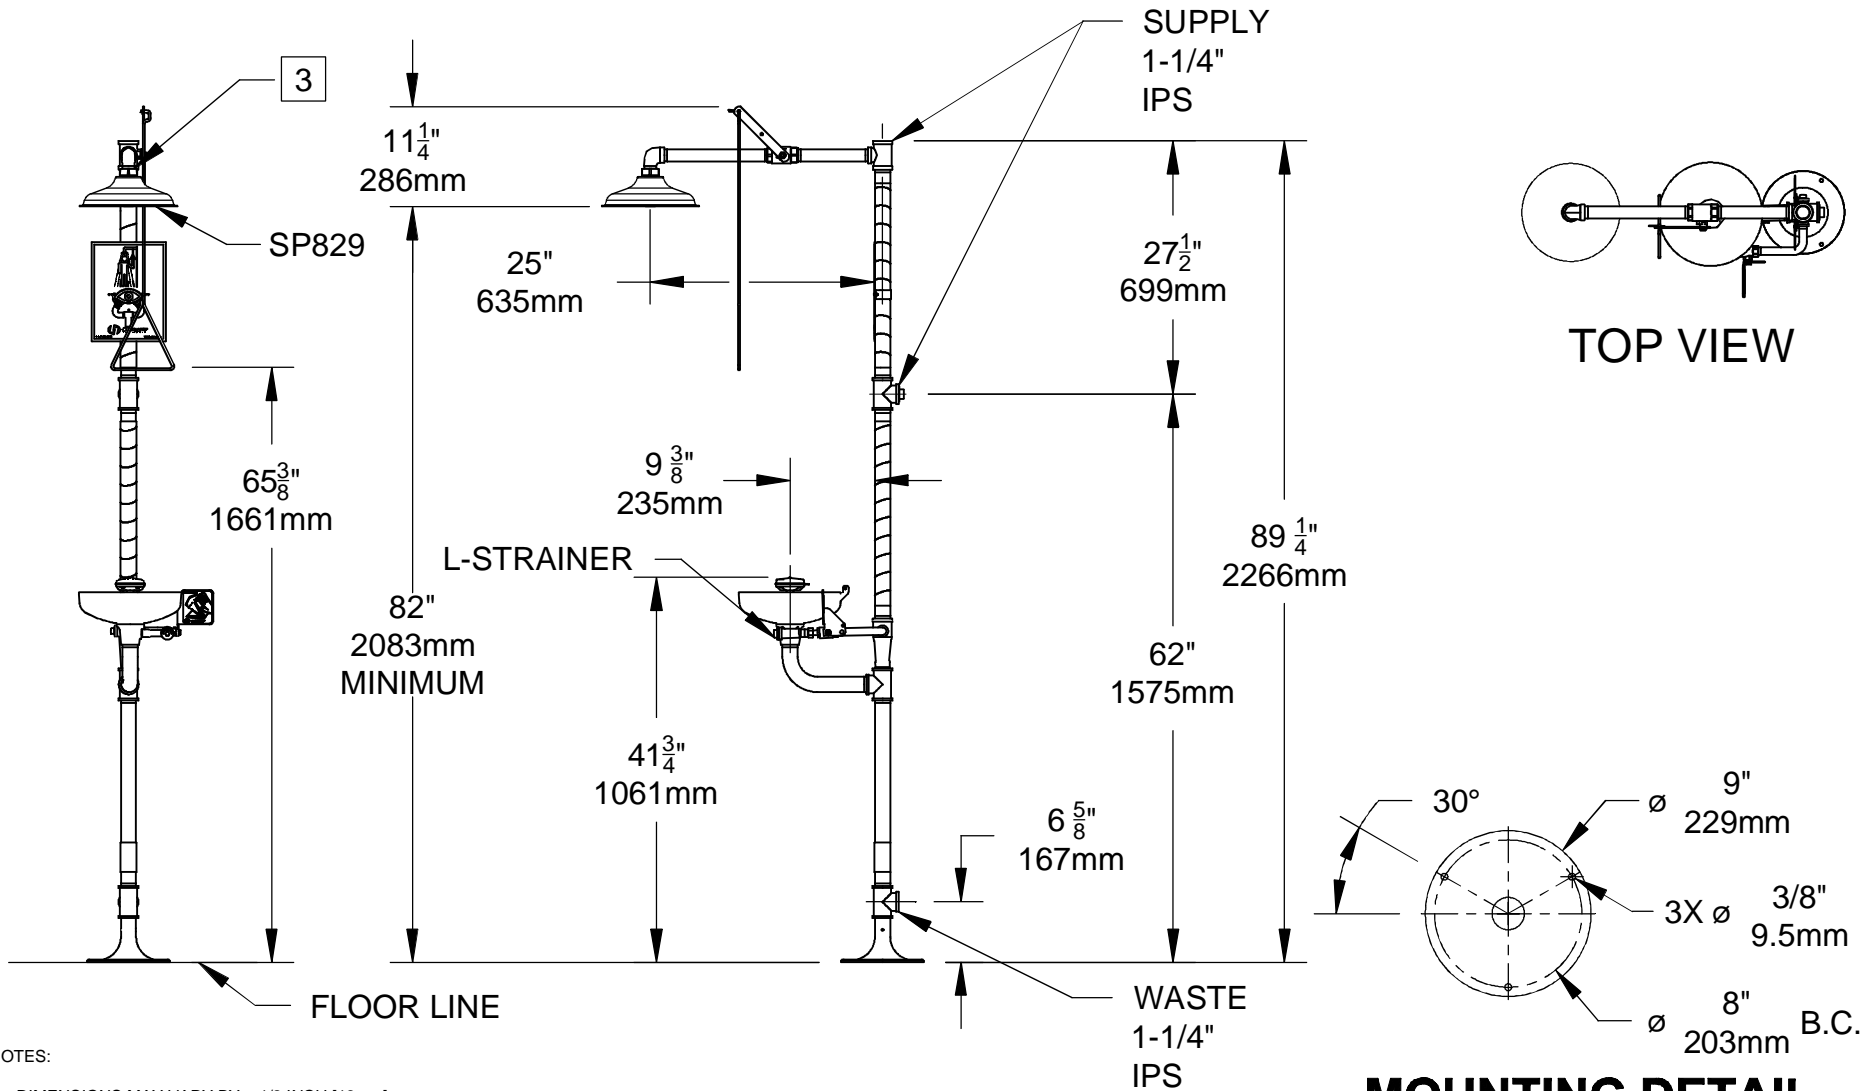 SUPPLY
1-1/4"
IPS
3
11 1/4"
286mm
SP829
25"
635mm
27 1/2"
699mm
TOP VIEW
65 3/8"
1661mm
9 3/8"
235mm
L-STRAINER
89 1/4"
2266mm
82"
2083mm
MINIMUM
62"
1575mm
41 3/4"
1061mm
6 5/8"
167mm
30°
ø 9"
229mm
3X ø 3/8"
9.5mm
ø 8" B.C.
203mm
FLOOR LINE
WASTE
1-1/4"
IPS
OTES:
MOUNTING DETAIL